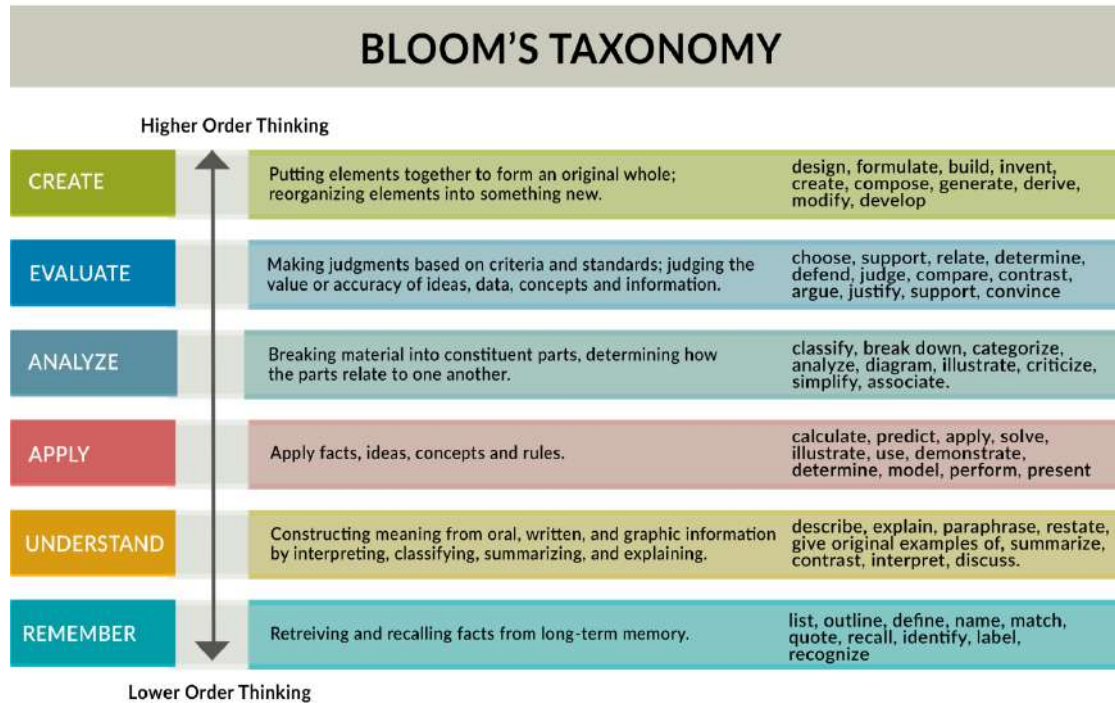 BLOOM'S TAXONOMY
Higher Order Thinking
CREATE
Putting elements together to form an original whole;
reorganizing elements into something new.
design, formulate, build, invent,
create, compose, generate, derive,
modify, develop
EVALUATE
Making judgments based on criteria and standards; judging the
value or accuracy of ideas, data, concepts and information.
choose, support, relate, determine,
defend, judge, compare, contrast,
argue, justify, support, convince
ANALYZE
Breaking material into constituent parts, determining how
the parts relate to one another.
classify, break down, categorize,
analyze, diagram, illustrate, criticize,
simplify, associate.
APPLY
Apply facts, ideas, concepts and rules.
calculate, predict, apply, solve,
illustrate, use, demonstrate,
determine, model, perform, present
UNDERSTAND
Constructing meaning from oral, written, and graphic information
by interpreting, classifying, summarizing, and explaining.
describe, explain, paraphrase, restate,
give original examples of, summarize,
contrast, interpret, discuss.
REMEMBER
Retreiving and recalling facts from long-term memory.
list, outline, define, name, match,
quote, recall, identify, label,
recognize
Lower Order Thinking